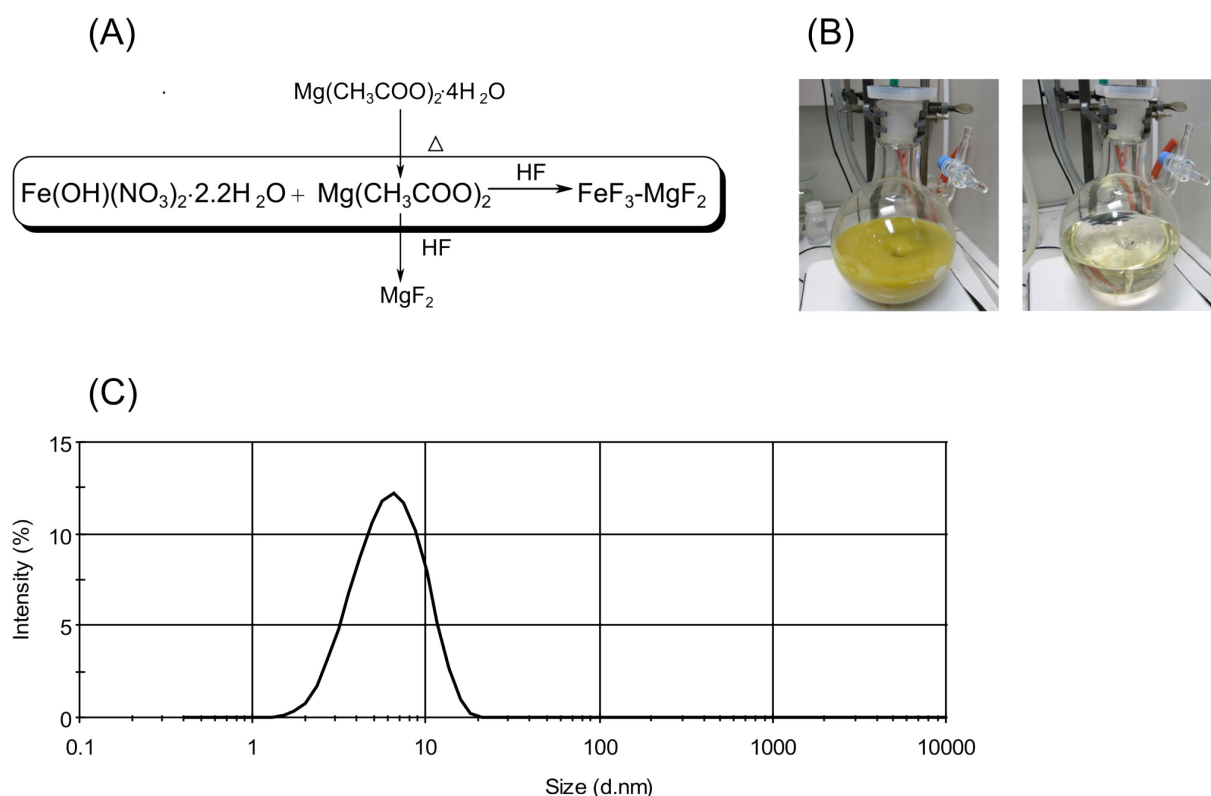 (A)
(B)
Mg(CH₃COO)₂·4H₂O
△
Fe(OH)(NO₃)₂·2.2H₂O + Mg(CH₃COO)₂ HF FeF₃-MgF₂
HF
MgF₂
(C)
15
10
5
0
Intensity (%)
0.1 1 10 100 1000 10000
Size (d.nm)